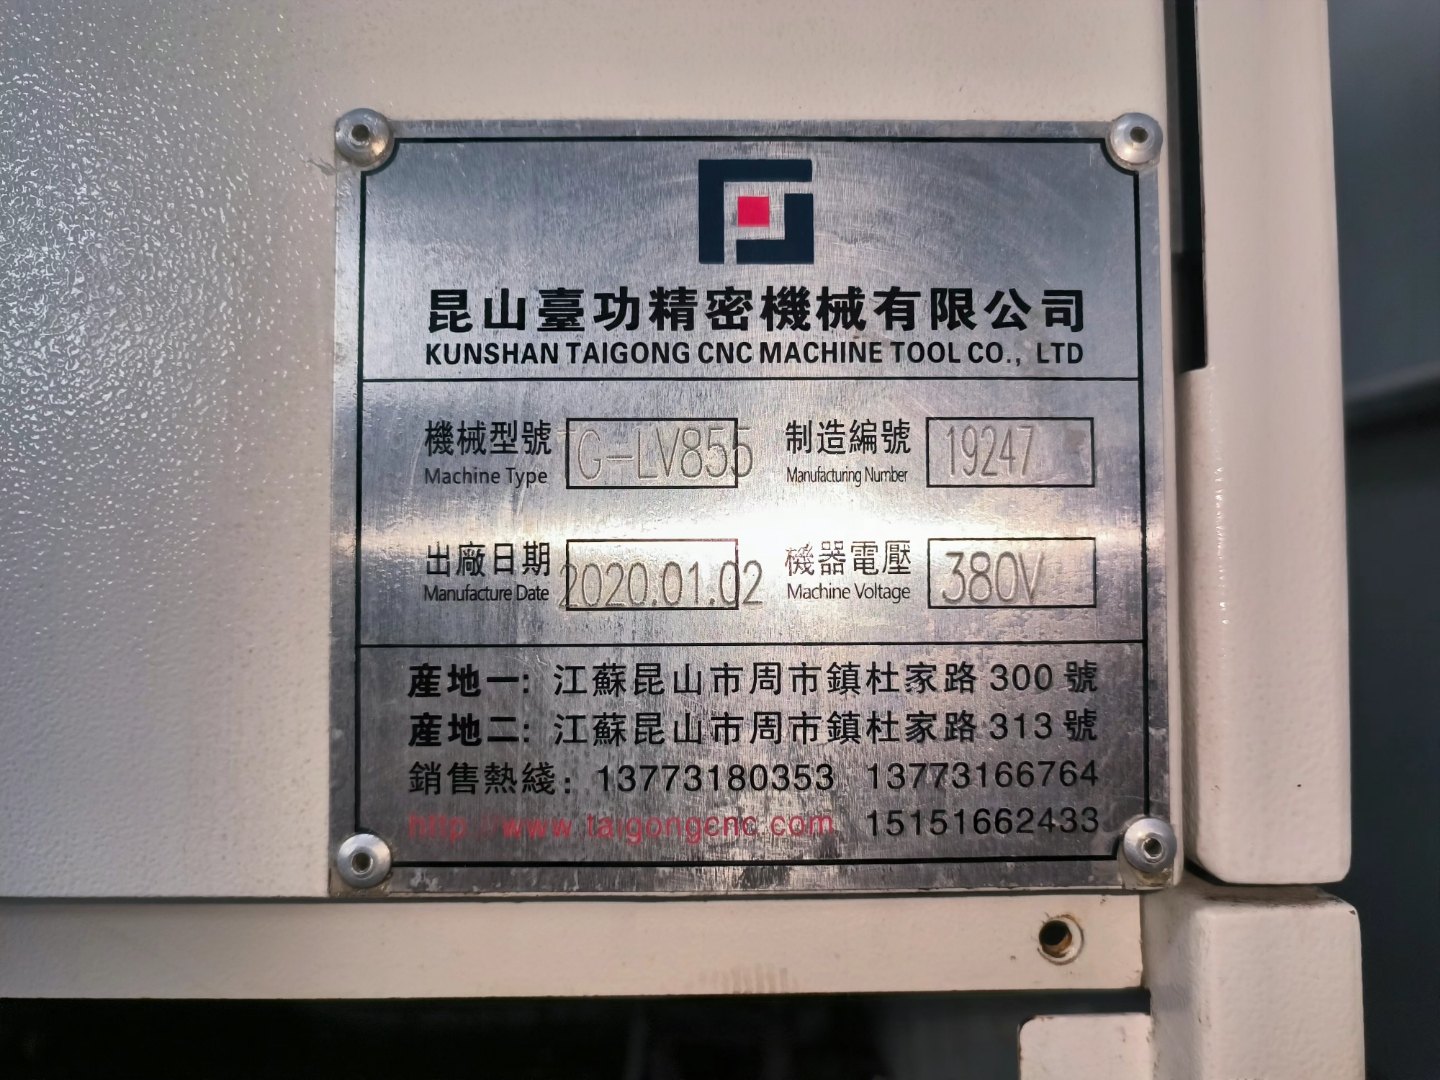 昆山臺功精密機械有限公司
KUNSHAN TAIGONG CNC MACHINE TOOL CO., LTD
機械型號 TG-LV855 制造編號 19247
Machine Type Manufacturing Number
出廠日期 2020.01.02 機器電壓 380V
Manufacture Date Machine Voltage
産地一: 江蘇昆山市周市鎮杜家路 300 號
産地二: 江蘇昆山市周市鎮杜家路 313 號
銷售熱綫: 13773180353 13773166764
http://www.taigongcnc.com 15151662433